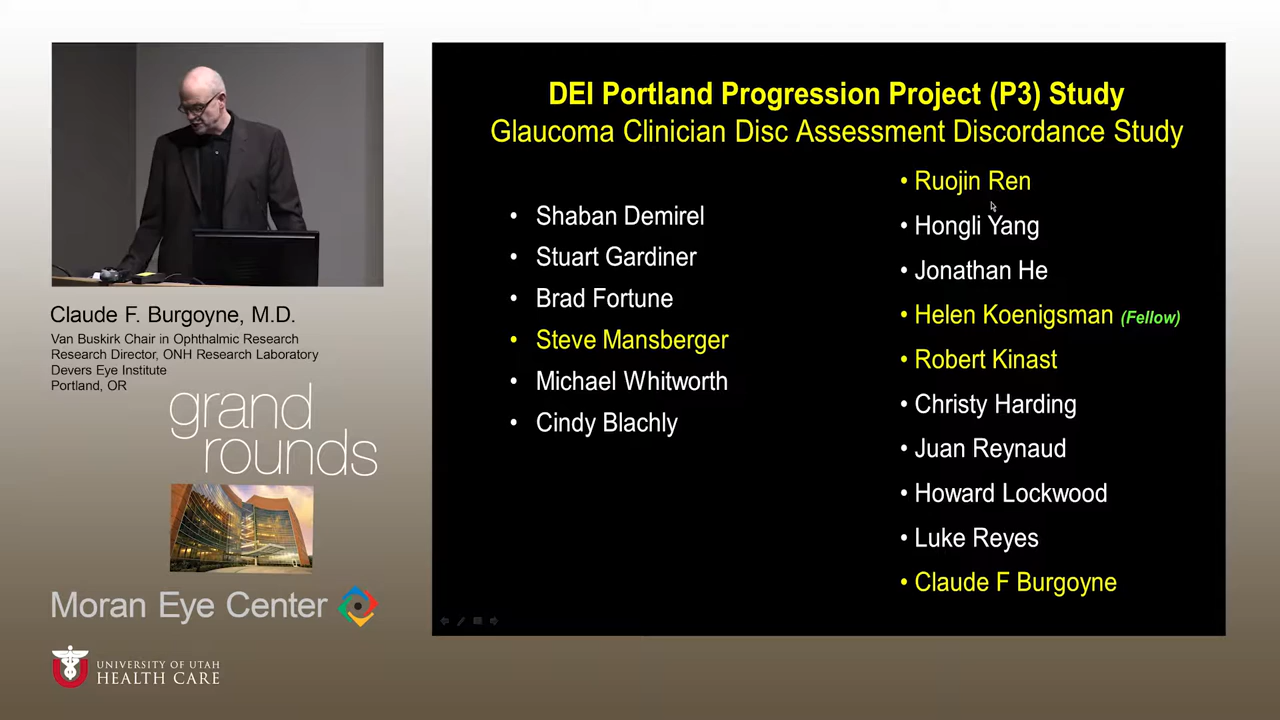 DEI Portland Progression Project (P3) Study
Glaucoma Clinician Disc Assessment Discordance Study
• Shaban Demirel
• Stuart Gardiner
• Brad Fortune
• Steve Mansberger
• Michael Whitworth
• Cindy Blachly
• Ruojin Ren
• Hongli Yang
• Jonathan He
• Helen Koenigsman (Fellow)
• Robert Kinast
• Christy Harding
• Juan Reynaud
• Howard Lockwood
• Luke Reyes
• Claude F Burgoyne
Claude F. Burgoyne, M.D.
Van Buskirk Chair in Ophthalmic Research
Research Director, ONH Research Laboratory
Devers Eye Institute
Portland, OR
grand
rounds
Moran Eye Center
UNIVERSITY OF UTAH
HEALTH CARE